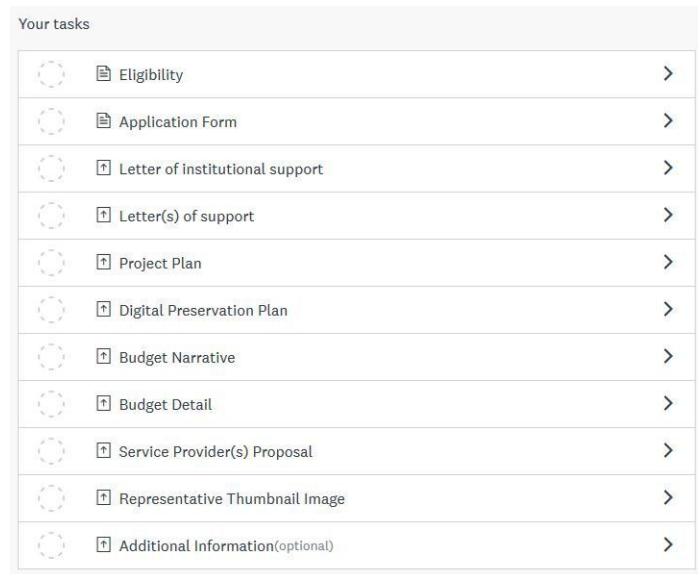 Your tasks
Eligibility
Application Form
Letter of institutional support
Letter(s) of support
Project Plan
Digital Preservation Plan
Budget Narrative
Budget Detail
Service Provider(s) Proposal
Representative Thumbnail Image
Additional Information(optional)